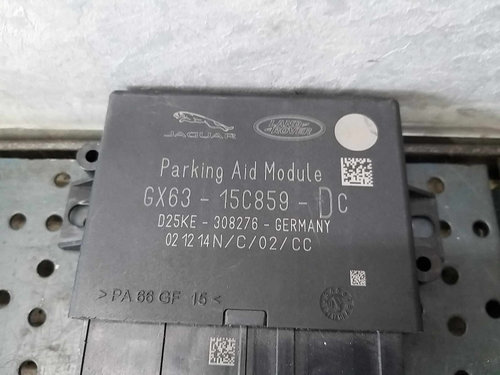 JAGUAR
LAND-
ROVER
Parking Aid Module
GX63 - 15C859 - DC
D25KE - 308276 - GERMANY
021214N/C/02/CC
>PA 66 GF 15<